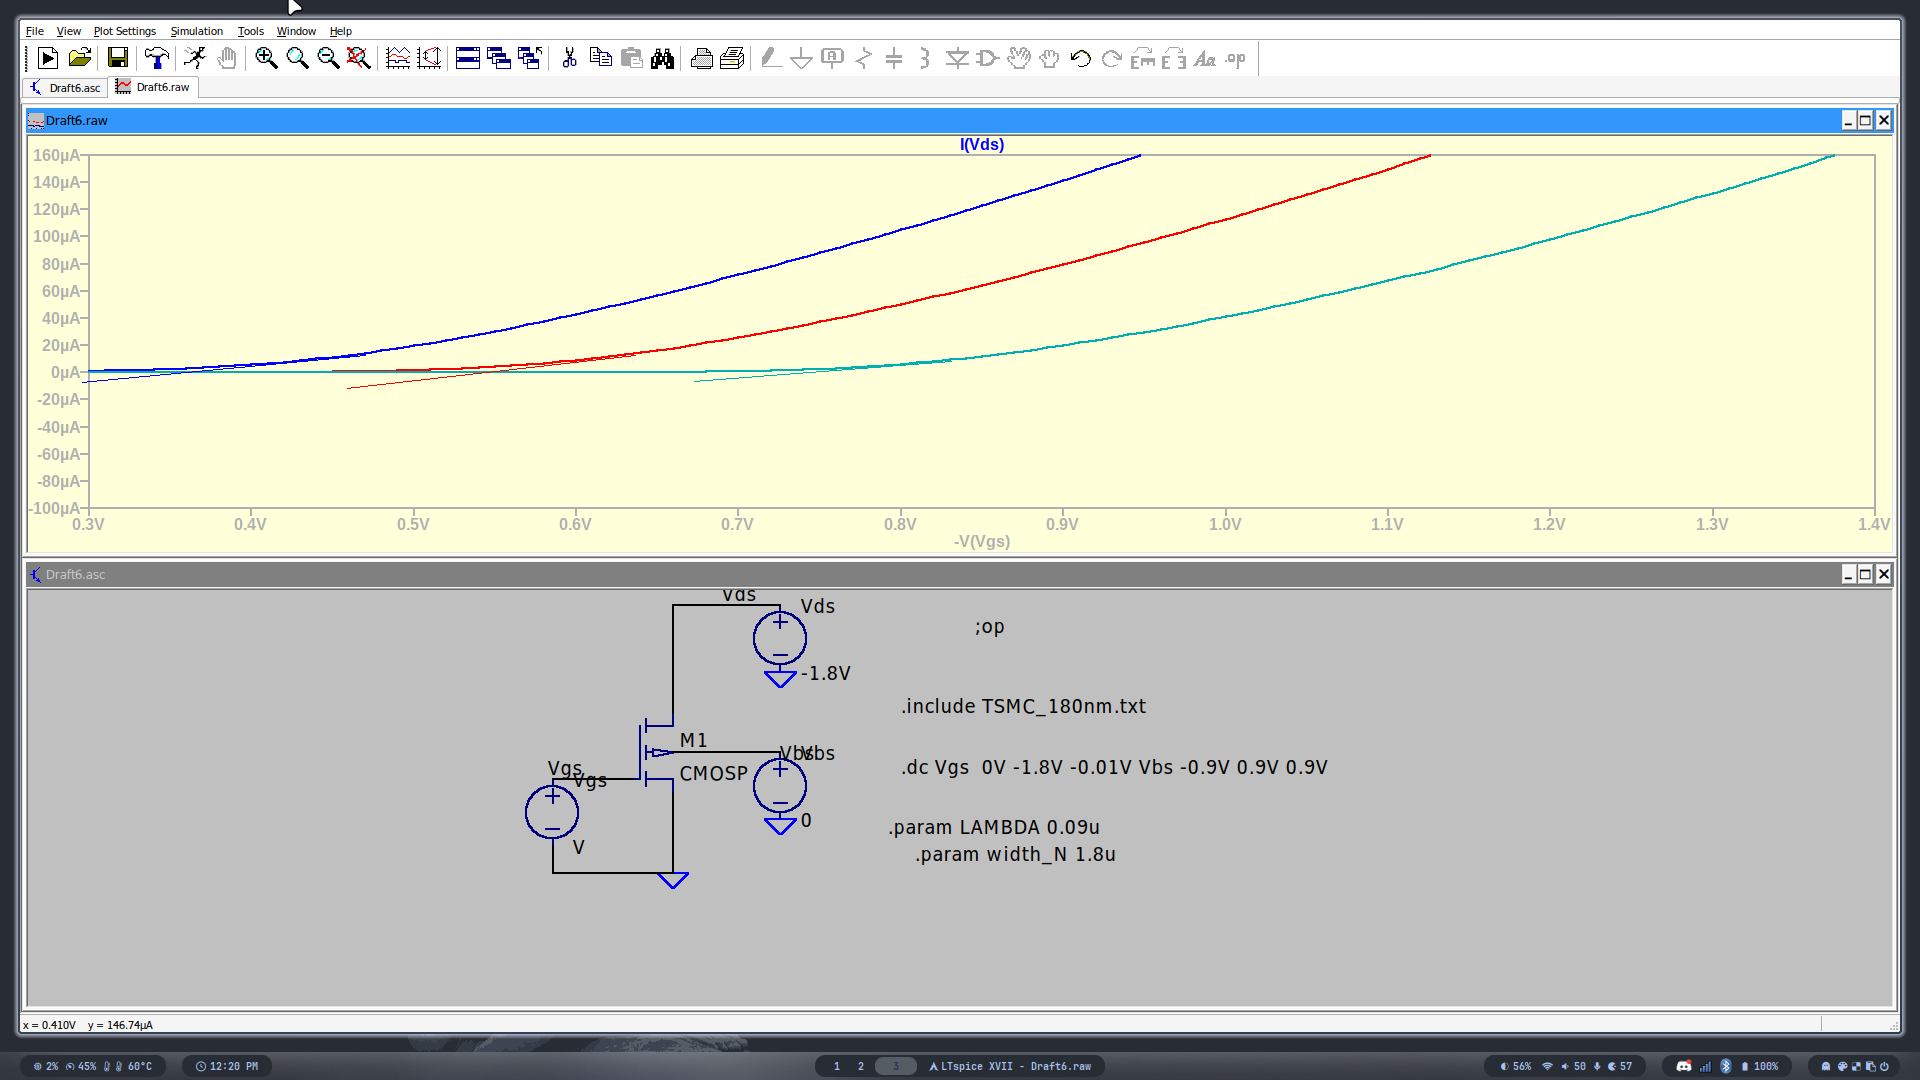 File View Plot Settings Simulation Tools Window Help
Draft6.asc Draft6.raw
Draft6.raw
I(Vds)
160µA
140µA
120µA
100µA
80µA
60µA
40µA
20µA
0µA
-20µA
-40µA
-60µA
-80µA
-100µA
0.3V 0.4V 0.5V 0.6V 0.7V 0.8V 0.9V 1.0V 1.1V 1.2V 1.3V 1.4V
-V(Vgs)
Draft6.asc
Vds
Vds
;op
-1.8V
.include TSMC_180nm.txt
M1
Vbs
Vbs
Vgs
CMOSP
.dc Vgs 0V -1.8V -0.01V Vbs -0.9V 0.9V 0.9V
Vgs
0
.param LAMBDA 0.09u
V
.param width_N 1.8u
x = 0.410V y = 146.74µA
2% 45% 60°C 12:20 PM 1 2 3 LTspice XVII - Draft6.raw 56% 50 57 100%